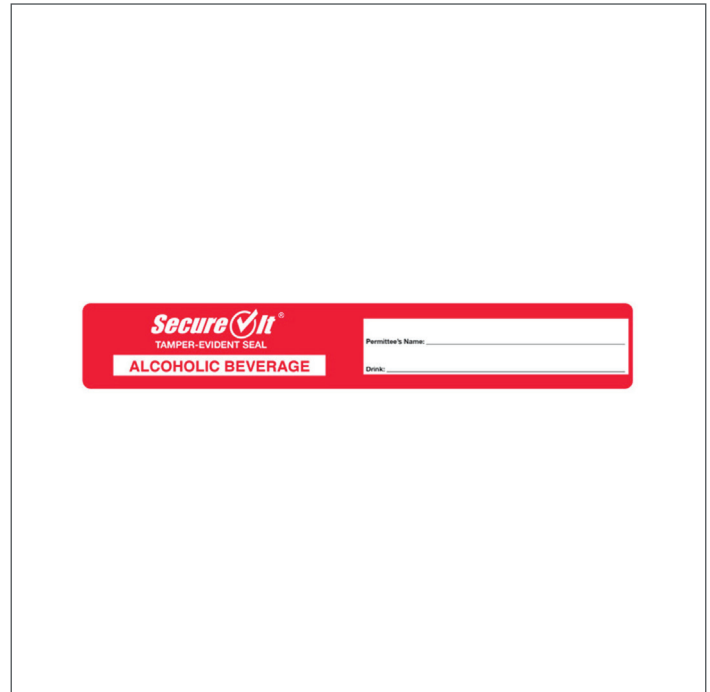 Secure It®
TAMPER-EVIDENT SEAL
ALCOHOLIC BEVERAGE
Permittee's Name:
Drink: